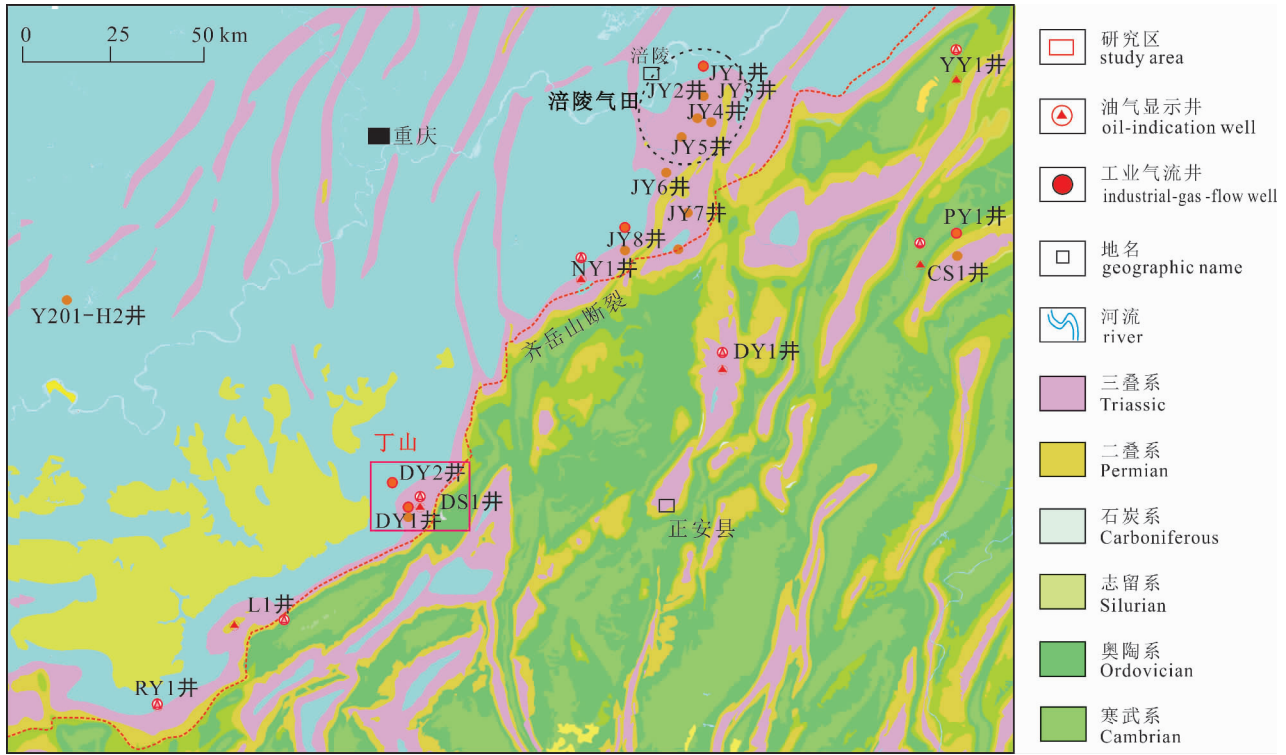 0 25 50 km
涪陵
JY1井
JY2井
JY3井
涪陵气田
JY4井
重庆
JY5井
JY6井
JY7井
JY8井
NY1井
YY1井
PY1井
CS1井
Y201-H2井
齐岳山断裂
DY1井
丁山
DY2井
DS1井
DY1井
正安县
L1井
RY1井
研究区
study area
油气显示井
oil-indication well
工业气流井
industrial-gas-flow well
地名
geographic name
河流
river
三叠系
Triassic
二叠系
Permian
石炭系
Carboniferous
志留系
Silurian
奥陶系
Ordovician
寒武系
Cambrian